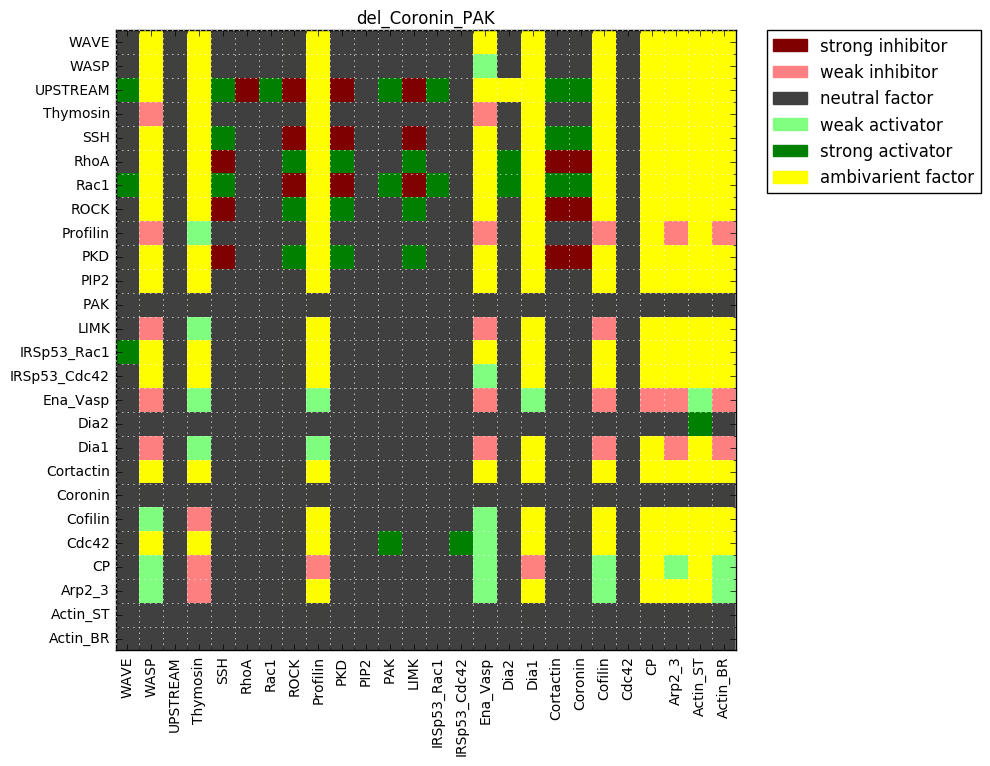 del_Coronin_PAK
strong inhibitor
weak inhibitor
neutral factor
weak activator
strong activator
ambivarient factor
WAVE
WASP
UPSTREAM
Thymosin
SSH
RhoA
Rac1
ROCK
Profilin
PKD
PIP2
PAK
LIMK
IRSp53_Rac1
IRSp53_Cdc42
Ena_Vasp
Dia2
Dia1
Cortactin
Coronin
Cofilin
Cdc42
CP
Arp2_3
Actin_ST
Actin_BR
WAVE
WASP
UPSTREAM
Thymosin
SSH
RhoA
Rac1
ROCK
Profilin
PKD
PIP2
PAK
LIMK
IRSp53_Rac1
IRSp53_Cdc42
Ena_Vasp
Dia2
Dia1
Cortactin
Coronin
Cofilin
Cdc42
CP
Arp2_3
Actin_ST
Actin_BR